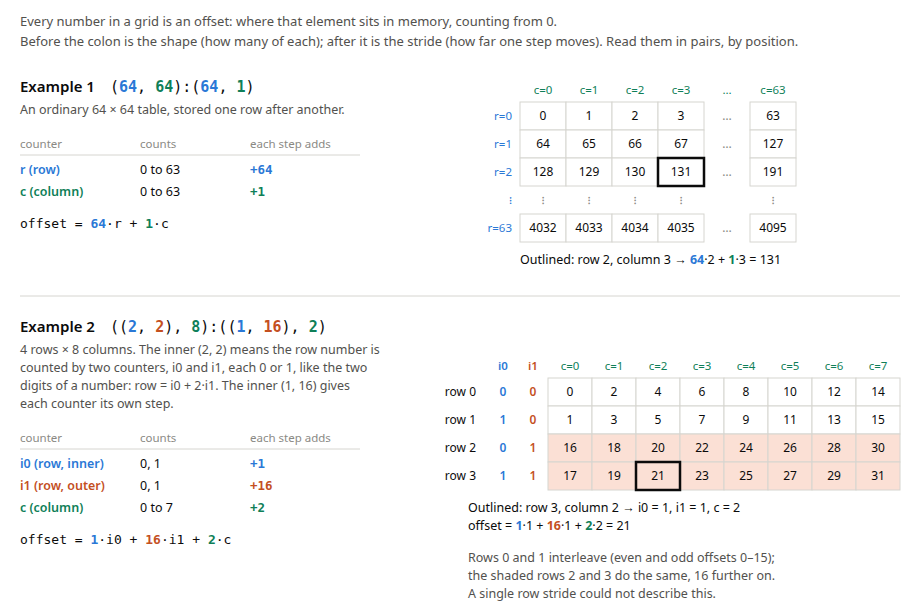 Every number in a grid is an offset: where that element sits in memory, counting from 0.
Before the colon is the shape (how many of each); after it is the stride (how far one step moves). Read them in pairs, by position.
Example 1 (64, 64):(64, 1)
An ordinary 64 × 64 table, stored one row after another.
counter counts each step adds
r (row) 0 to 63 +64
c (column) 0 to 63 +1
offset = 64·r + 1·c
c=0 c=1 c=2 c=3 ... c=63
r=0 0 1 2 3 ... 63
r=1 64 65 66 67 ... 127
r=2 128 129 130 131 ... 191
⋮ ⋮ ⋮ ⋮ ⋮ ⋮
r=63 4032 4033 4034 4035 ... 4095
Outlined: row 2, column 3 → 64·2 + 1·3 = 131
Example 2 ((2, 2), 8):((1, 16), 2)
4 rows × 8 columns. The inner (2, 2) means the row number is
counted by two counters, i0 and i1, each 0 or 1, like the two
digits of a number: row = i0 + 2·i1. The inner (1, 16) gives
each counter its own step.
counter counts each step adds
i0 (row, inner) 0, 1 +1
i1 (row, outer) 0, 1 +16
c (column) 0 to 7 +2
offset = 1·i0 + 16·i1 + 2·c
i0 i1 c=0 c=1 c=2 c=3 c=4 c=5 c=6 c=7
row 0 0 0 0 2 4 6 8 10 12 14
row 1 1 0 1 3 5 7 9 11 13 15
row 2 0 1 16 18 20 22 24 26 28 30
row 3 1 1 17 19 21 23 25 27 29 31
Outlined: row 3, column 2 → i0 = 1, i1 = 1, c = 2
offset = 1·1 + 16·1 + 2·2 = 21
Rows 0 and 1 interleave (even and odd offsets 0–15);
the shaded rows 2 and 3 do the same, 16 further on.
A single row stride could not describe this.